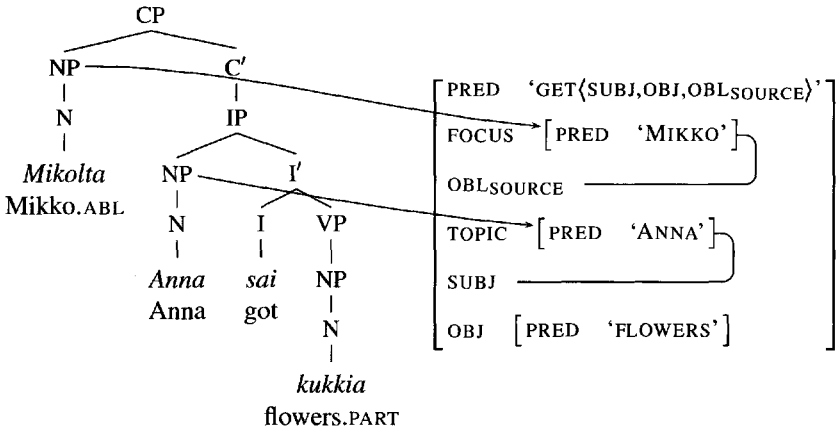 CP
NP C′
N IP
Mikolta NP I′
Mikko.ABL N I VP
Anna sai NP
Anna got N
kukkia
flowers.PART
PRED ‘GET⟨SUBJ,OBJ,OBLSOURCE⟩’
FOCUS [PRED ‘MIKKO’]
OBLSOURCE
TOPIC [PRED ‘ANNA’]
SUBJ
OBJ [PRED ‘FLOWERS’]